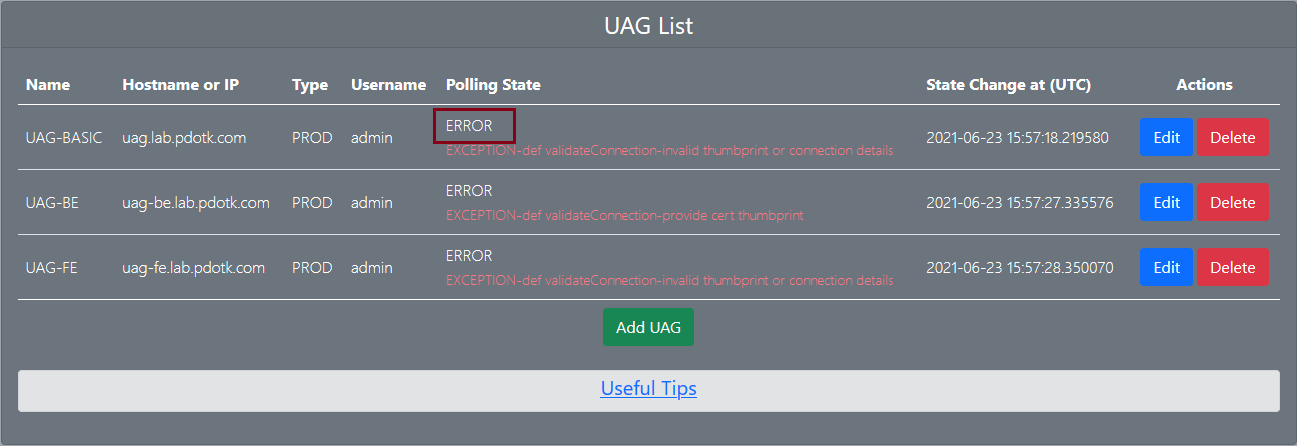 UAG List
Name Hostname or IP Type Username Polling State State Change at (UTC) Actions
UAG-BASIC uag.lab.pdotk.com PROD admin ERROR 2021-06-23 15:57:18.219580 Edit Delete
EXCEPTION-def validateConnection-invalid thumbprint or connection details
UAG-BE uag-be.lab.pdotk.com PROD admin ERROR 2021-06-23 15:57:27.335576 Edit Delete
EXCEPTION-def validateConnection-provide cert thumbprint
UAG-FE uag-fe.lab.pdotk.com PROD admin ERROR 2021-06-23 15:57:28.350070 Edit Delete
EXCEPTION-def validateConnection-invalid thumbprint or connection details
Add UAG
Useful Tips